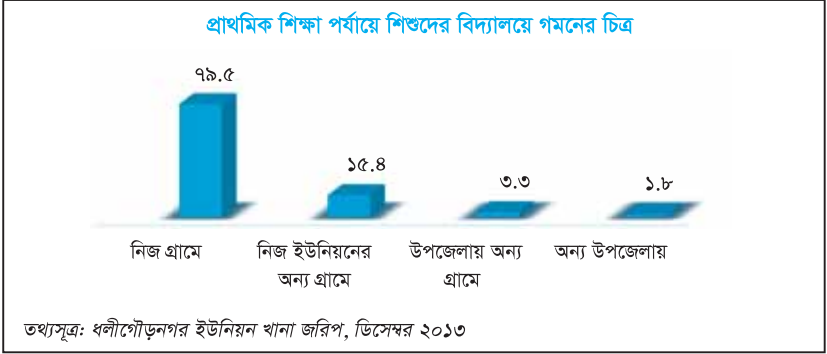 প্রাথমিক শিক্ষা পর্যায়ে শিশুদের বিদ্যালয়ে গমনের চিত্র
৭৯.৫
১৫.৪
৩.৩
১.৮
নিজ গ্রামে
নিজ ইউনিয়নের
অন্য গ্রামে
উপজেলায় অন্য
গ্রামে
অন্য উপজেলায়
তথ্যসূত্র: ধলীগৌড়নগর ইউনিয়ন খানা জরিপ, ডিসেম্বর ২০১৩